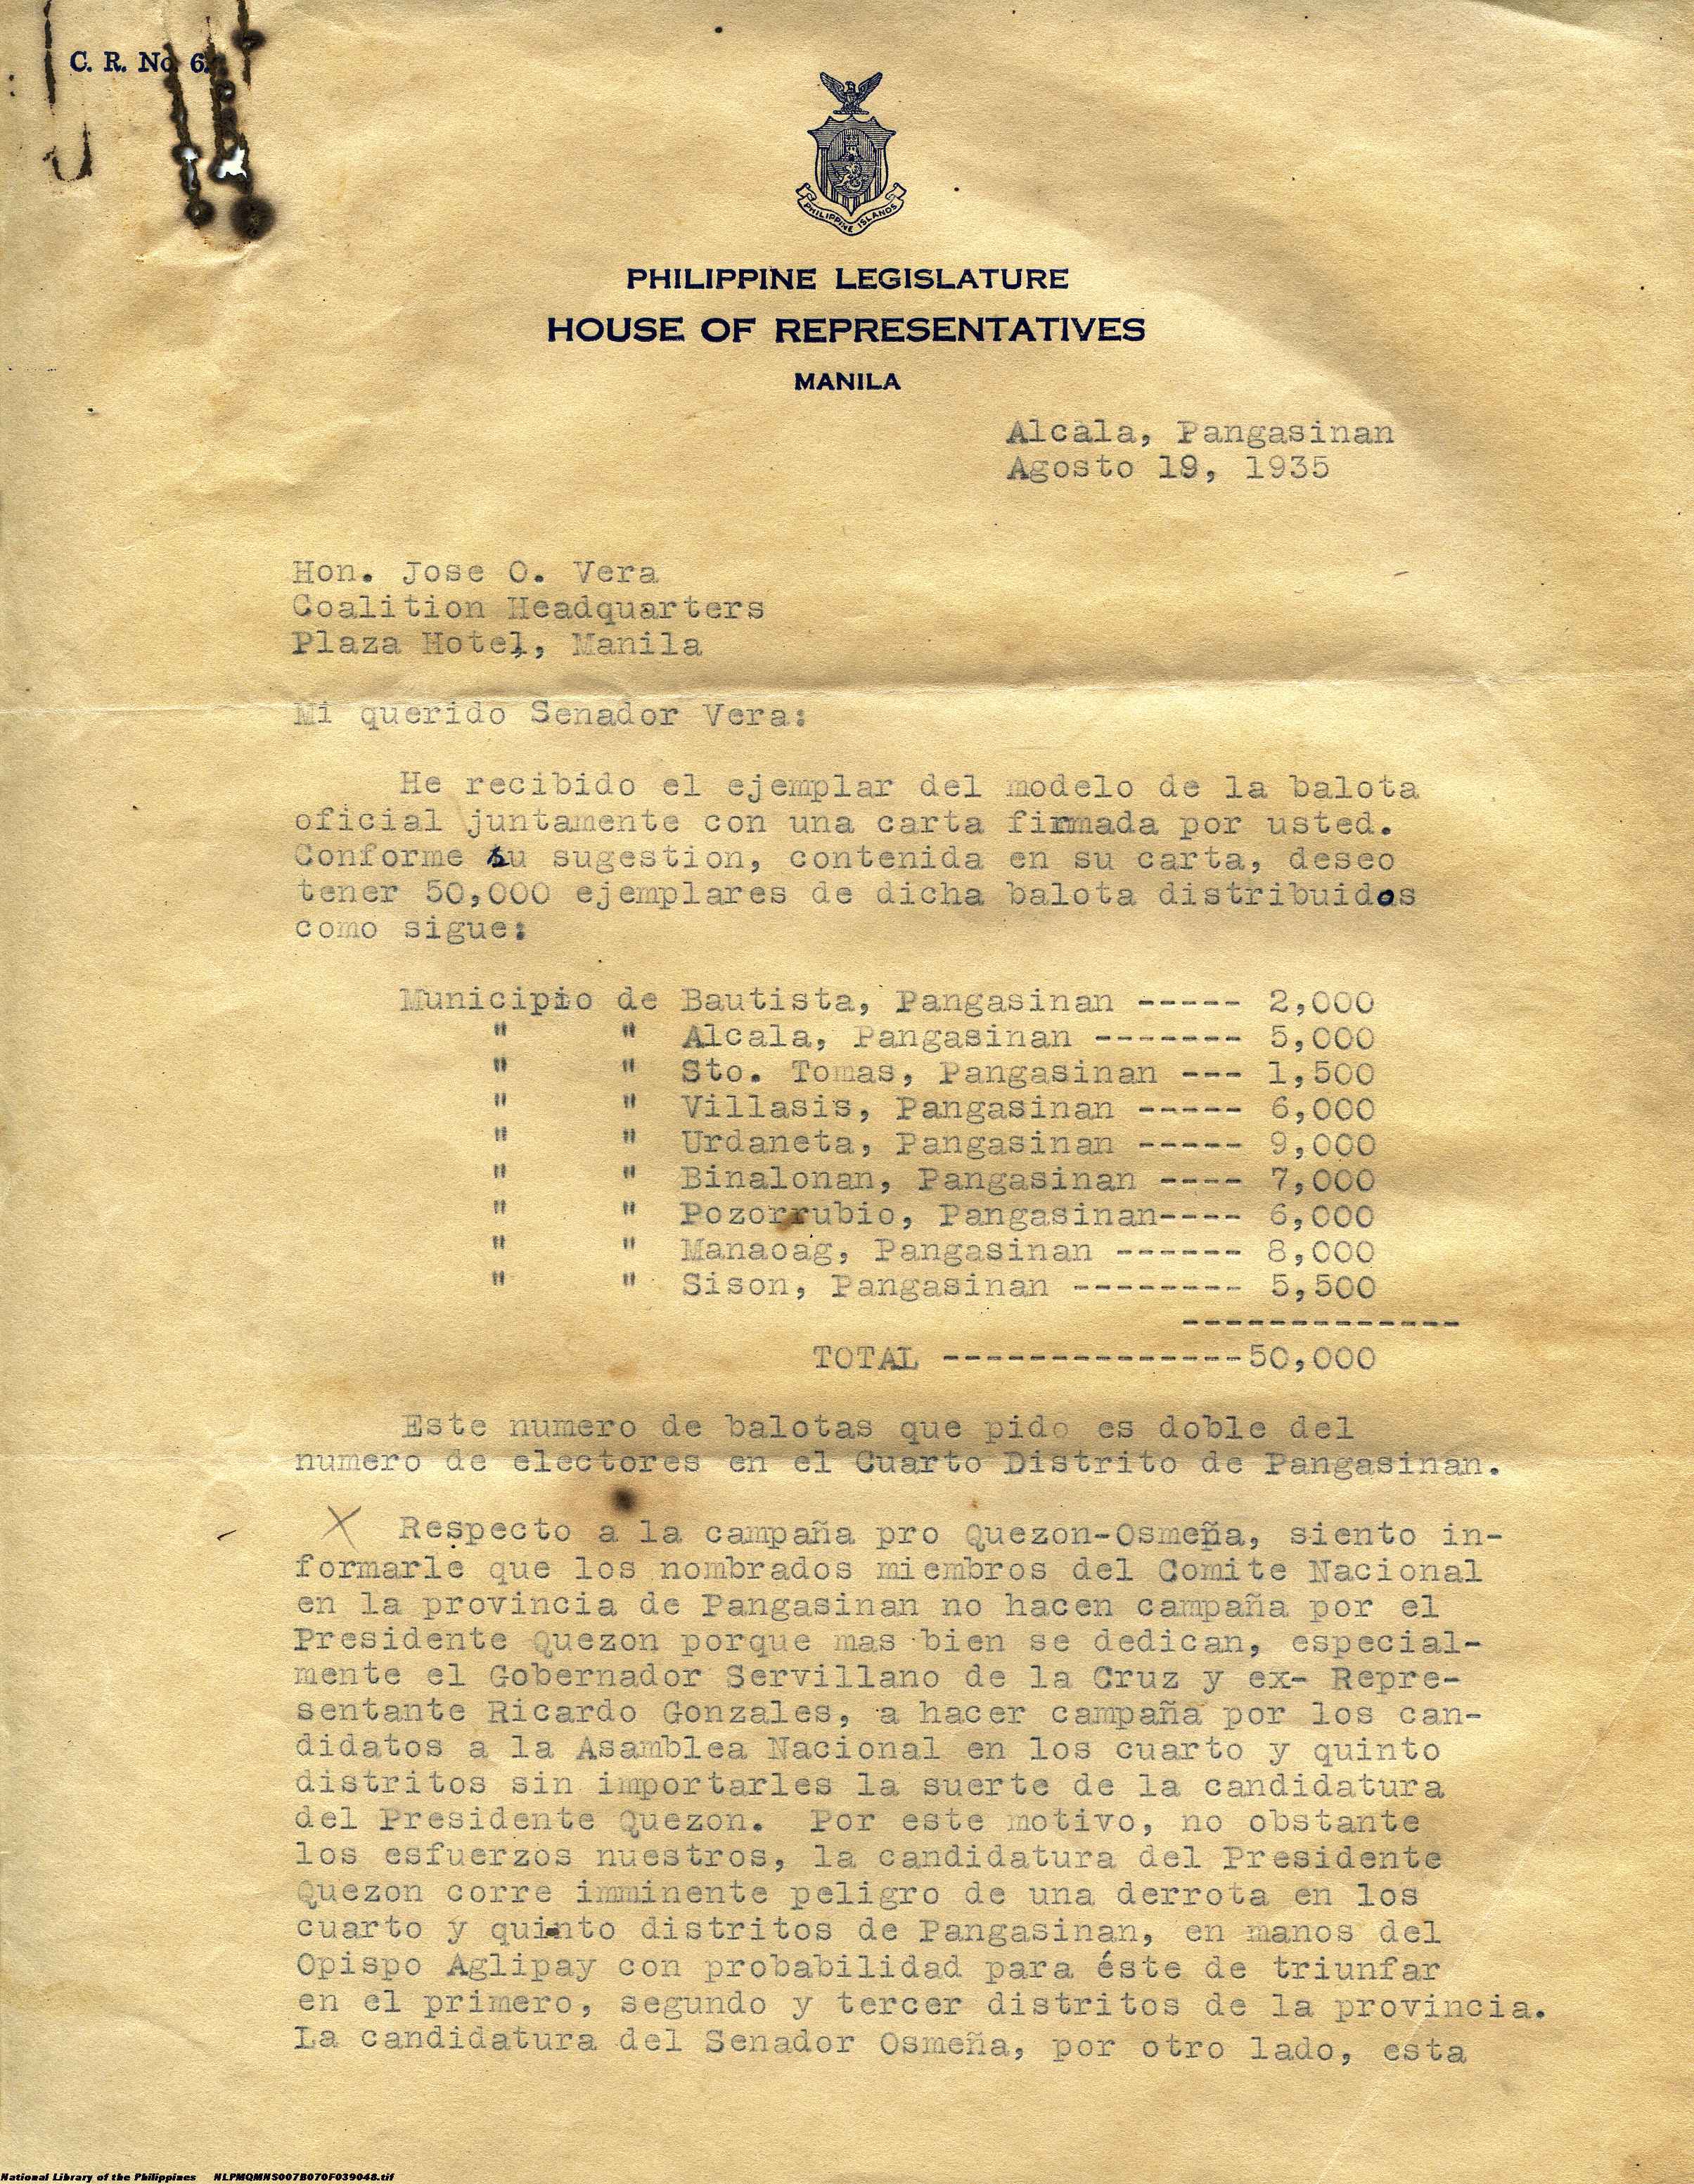 C. R. No. 6.
PHILIPPINE ISLANDS
PHILIPPINE LEGISLATURE
HOUSE OF REPRESENTATIVES
MANILA
Alcala, Pangasinan
Agosto 19, 1935
Hon. Jose O. Vera
Coalition Headquarters
Plaza Hotel, Manila
Mi querido Senador Vera:
He recibido el ejemplar del modelo de la balota
oficial juntamente con una carta firmada por usted.
Conforme su sugestion, contenida en su carta, deseo
tener 50,000 ejemplares de dicha balota distribuidos
como sigue:
Municipio de Bautista, Pangasinan ----- 2,000
" " Alcala, Pangasinan ------- 5,000
" " Sto. Tomas, Pangasinan --- 1,500
" " Villasis, Pangasinan ----- 6,000
" " Urdaneta, Pangasinan ----- 9,000
" " Binalonan, Pangasinan ---- 7,000
" " Pozorrubio, Pangasinan---- 6,000
" " Manaoag, Pangasinan ------ 8,000
" " Sison, Pangasinan -------- 5,500
-------------
TOTAL --------------50,000
Este numero de balotas que pido es doble del
numero de electores en el Cuarto Distrito de Pangasinan.
X Respecto a la campaña pro Quezon-Osmeña, siento in-
formarle que los nombrados miembros del Comite Nacional
en la provincia de Pangasinan no hacen campaña por el
Presidente Quezon porque mas bien se dedican, especial-
mente el Gobernador Servillano de la Cruz y ex- Repre-
sentante Ricardo Gonzales, a hacer campaña por los can-
didatos a la Asamblea Nacional en los cuarto y quinto
distritos sin importarles la suerte de la candidatura
del Presidente Quezon. Por este motivo, no obstante
los esfuerzos nuestros, la candidatura del Presidente
Quezon corre imminente peligro de una derrota en los
cuarto y quinto distritos de Pangasinan, en manos del
Opispo Aglipay con probabilidad para éste de triunfar
en el primero, segundo y tercer distritos de la provincia.
La candidatura del Senador Osmeña, por otro lado, esta
National Library of the Philippines NLPMQMNS007B070F039048.tif